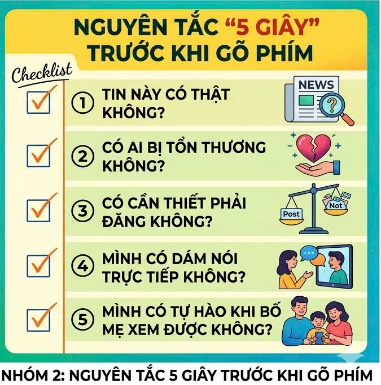 NGUYÊN TẮC “5 GIÂY”
TRƯỚC KHI GÕ PHÍM
Checklist
1 TIN NÀY CÓ THẬT
KHÔNG?
NEWS
2 CÓ AI BỊ TỔN THƯƠNG
KHÔNG?
3 CÓ CẦN THIẾT PHẢI
ĐĂNG KHÔNG?
Post
Not
4 MÌNH CÓ DÁM NÓI
TRỰC TIẾP KHÔNG?
5 MÌNH CÓ TỰ HÀO KHI BỐ
MẸ XEM ĐƯỢC KHÔNG?
NHÓM 2: NGUYÊN TẮC 5 GIÂY TRƯỚC KHI GÕ PHÍM